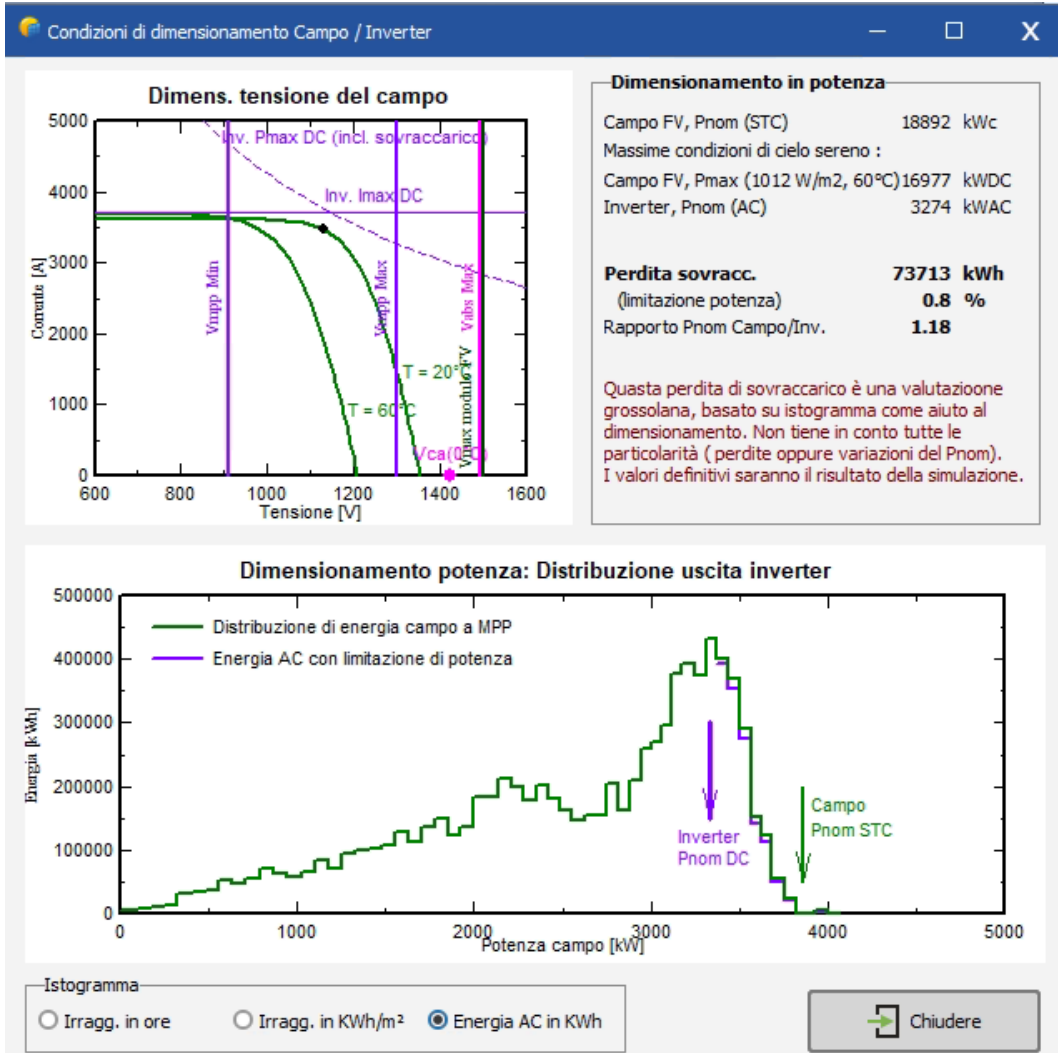 Condizioni di dimensionamento Campo / Inverter
Dimens. tensione del campo
5000
4000
3000
2000
1000
0
Corrente [A]
Inv. Pmax DC (incl. sovraccarico)
Inv. Imax DC
Vmpp Min
Vmpp Max
Vabs Max
Vmax modulo FV
T = 20°C
T = 60°C
Vca(0°C)
600
800
1000
1200
1400
1600
Tensione [V]
Dimensionamento in potenza
Campo FV, Pnom (STC) 18892 kWc
Massime condizioni di cielo sereno :
Campo FV, Pmax (1012 W/m2, 60°C) 16977 kWDC
Inverter, Pnom (AC) 3274 kWAC
Perdita sovracc. 73713 kWh
(limitazione potenza) 0.8 %
Rapporto Pnom Campo/Inv. 1.18
Quasta perdita di sovraccarico è una valutazioone
grossolana, basato su istogramma come aiuto al
dimensionamento. Non tiene in conto tutte le
particolarità ( perdite oppure variazioni del Pnom).
I valori definitivi saranno il risultato della simulazione.
Dimensionamento potenza: Distribuzione uscita inverter
500000
400000
300000
200000
100000
0
Energia [kWh]
Distribuzione di energia campo a MPP
Energia AC con limitazione di potenza
Inverter
Pnom DC
Campo
Pnom STC
0
1000
2000
3000
4000
5000
Potenza campo [kW]
Istogramma
Irragg. in ore
Irragg. in KWh/m²
Energia AC in KWh
Chiudere